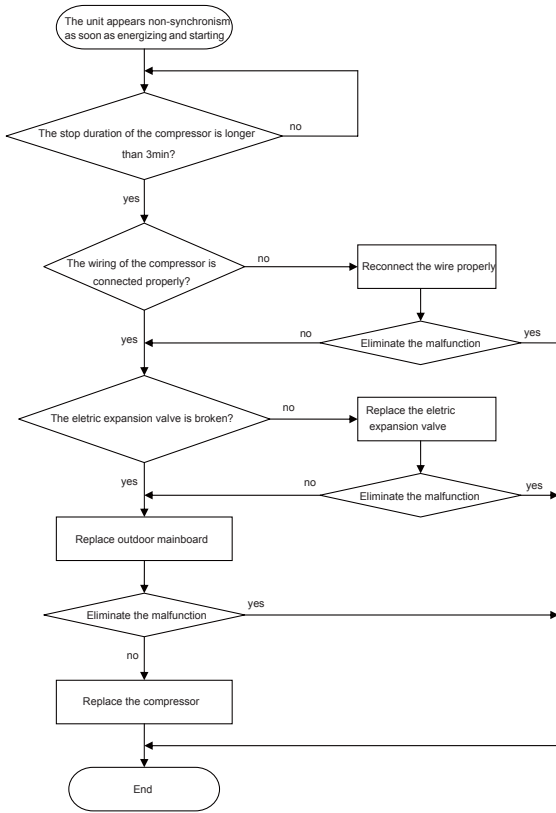 The unit appears non-synchronism
as soon as energizing and starting
no
The stop duration of the compressor is longer
than 3min?
yes
The wiring of the compressor is
connected properly?
no
Reconnect the wire properly
yes
no
Eliminate the malfunction
yes
The eletric expansion valve is broken?
no
Replace the eletric
expansion valve
yes
no
Eliminate the malfunction
yes
Replace outdoor mainboard
Eliminate the malfunction
yes
no
Replace the compressor
End